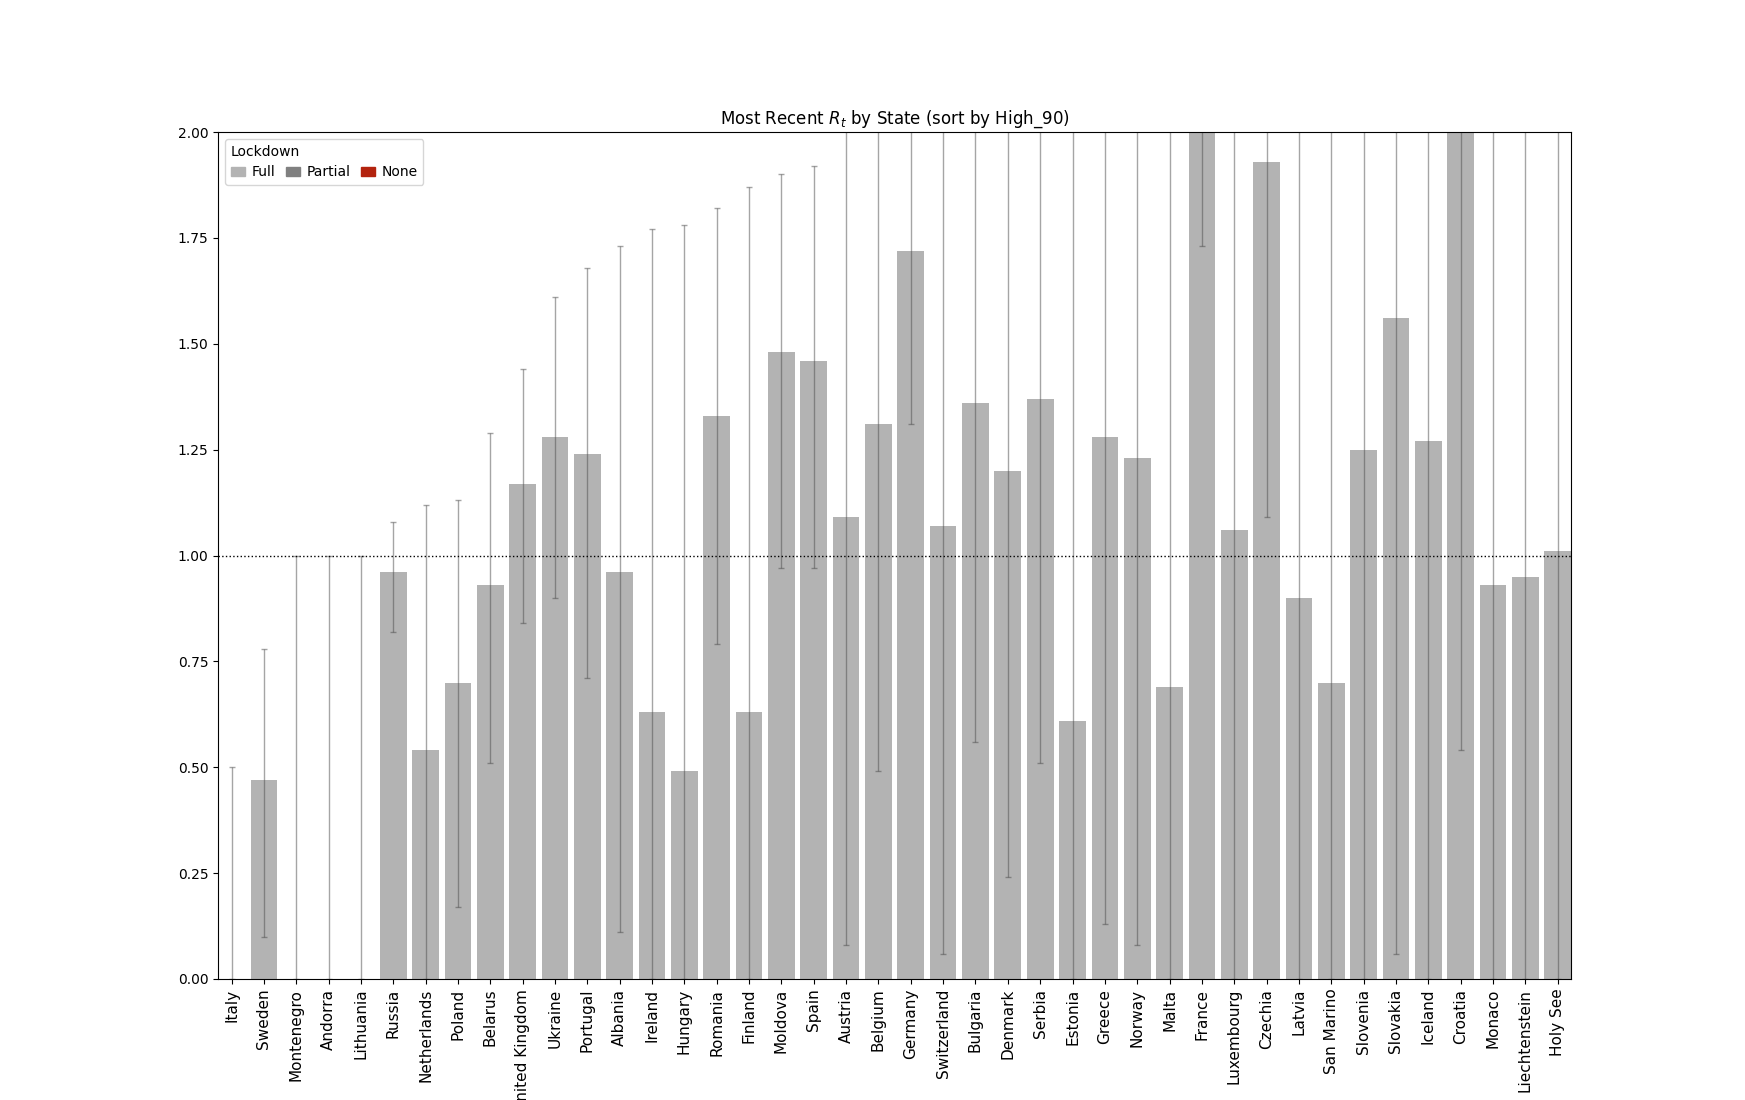 Most Recent R_t by State (sort by High_90)
Lockdown
Full Partial None
2.00
1.75
1.50
1.25
1.00
0.75
0.50
0.25
0.00
Italy
Sweden
Montenegro
Andorra
Lithuania
Russia
Netherlands
Poland
Belarus
nited Kingdom
Ukraine
Portugal
Albania
Ireland
Hungary
Romania
Finland
Moldova
Spain
Austria
Belgium
Germany
Switzerland
Bulgaria
Denmark
Serbia
Estonia
Greece
Norway
Malta
France
Luxembourg
Czechia
Latvia
San Marino
Slovenia
Slovakia
Iceland
Croatia
Monaco
Liechtenstein
Holy See